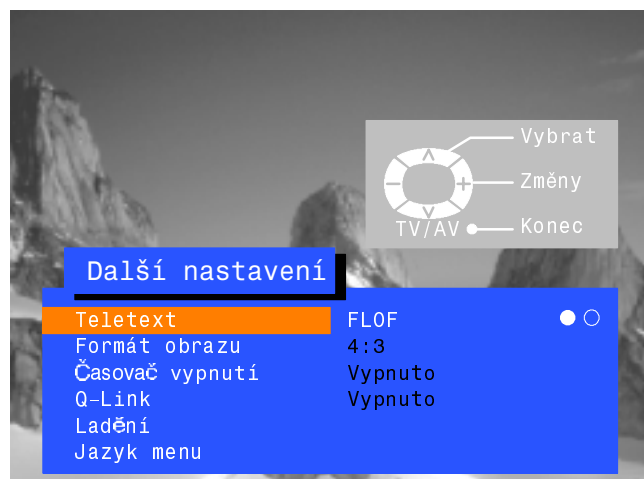 Vybrat
Změny
TV/AV Konec
Další nastavení
Teletext FLOF
Formát obrazu 4:3
Časovač vypnutí Vypnuto
Q–Link Vypnuto
Ladění
Jazyk menu